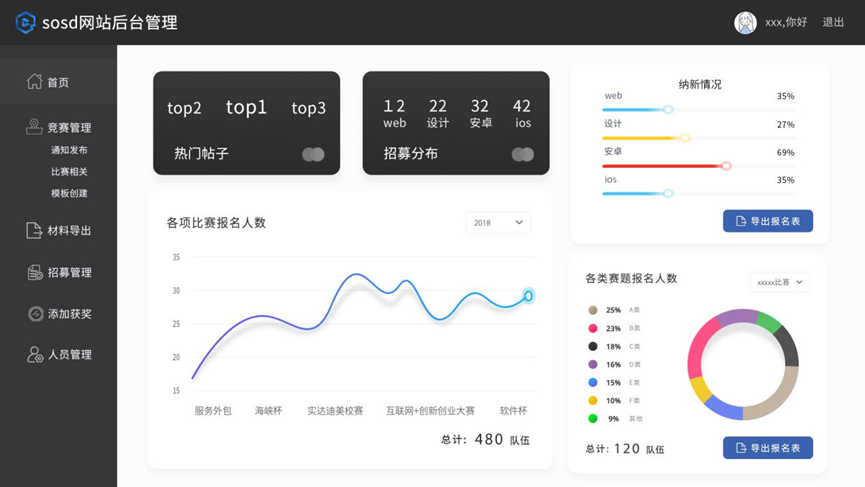 sosd网站后台管理
xxx,你好 退出
首页
竞赛管理
通知发布
比赛相关
模板创建
材料导出
招募管理
添加获奖
人员管理
top2 top1 top3
热门帖子
12 22 32 42
web 设计 安卓 ios
招募分布
纳新情况
web 35%
设计 27%
安卓 69%
ios 35%
导出报名表
各项比赛报名人数
2018
35
30
25
20
15
服务外包 海峡杯 实达迪美校赛 互联网+创新创业大赛 软件杯
总计: 480 队伍
各类赛题报名人数
xxxxx比赛
25% A类
23% B类
18% C类
16% D类
15% E类
10% F类
9% 其他
总计: 120 队伍
导出报名表